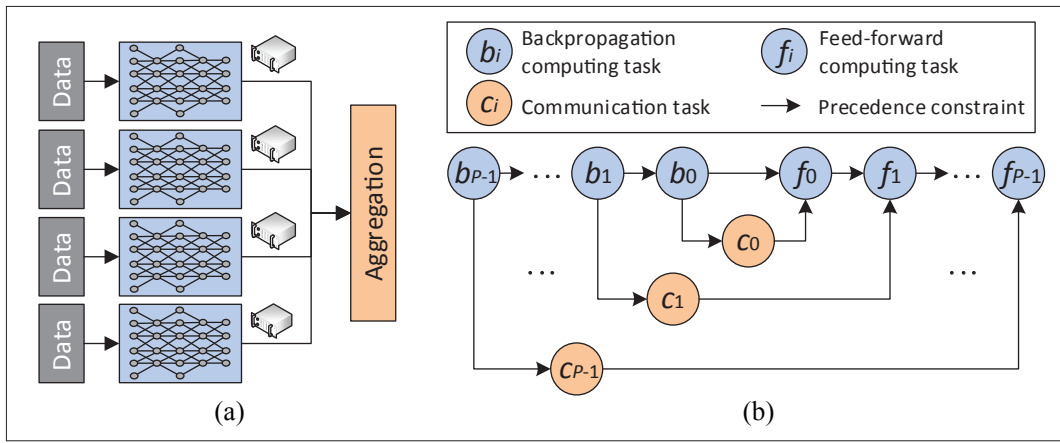 Data
Data
Data
Data
Aggregation
(a)
bi Backpropagation computing task
fi Feed-forward computing task
ci Communication task
Precedence constraint
bP-1 ... b1 b0 f0 f1 ... fP-1
c0
... ...
c1
cP-1
(b)